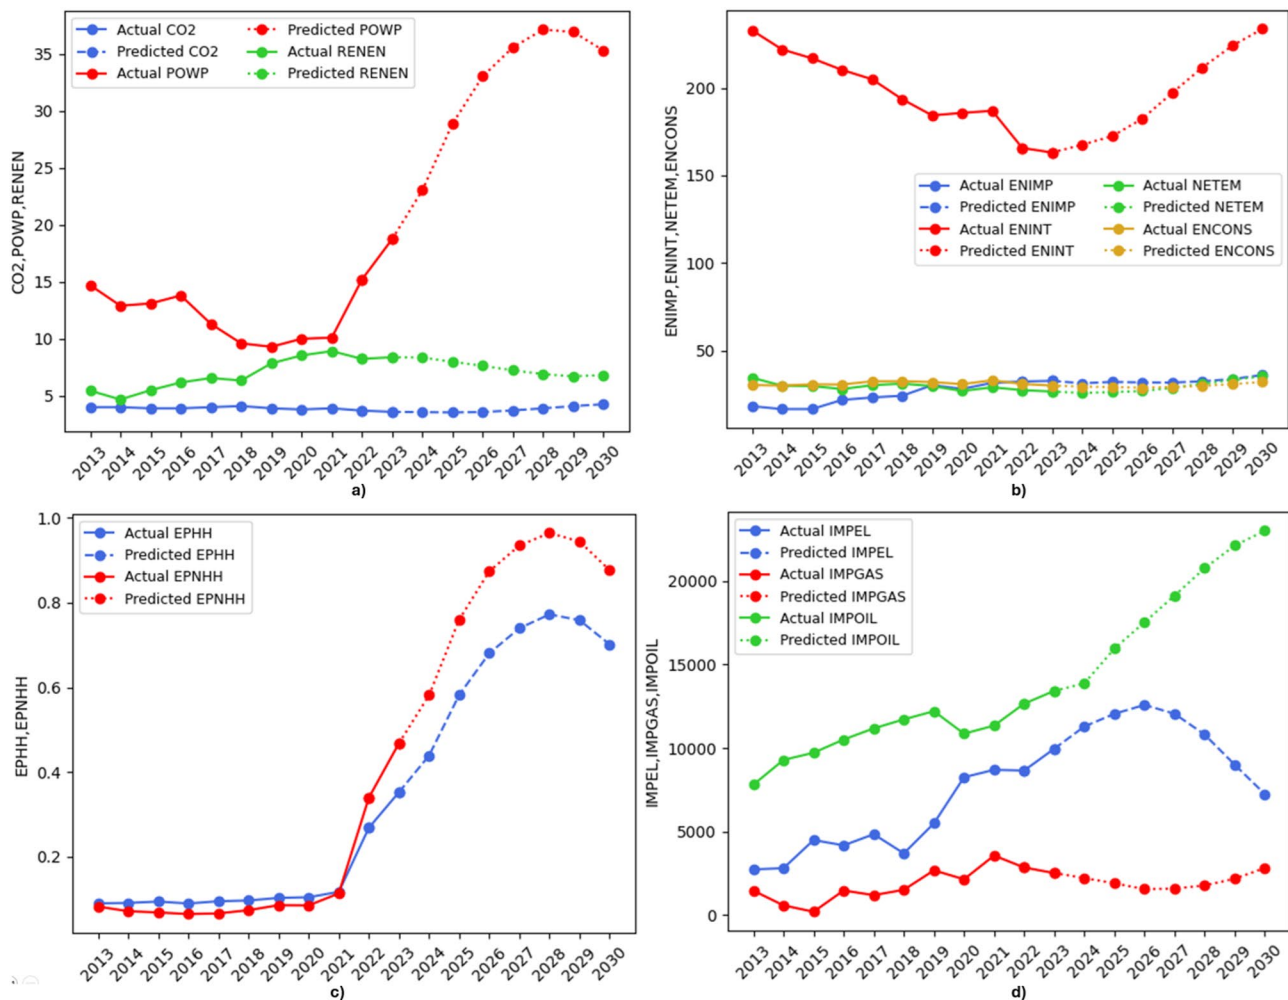 Actual CO2
Predicted CO2
Actual POWP
Predicted POWP
Actual RENEN
Predicted RENEN
CO2,POWP,RENEN
35
30
25
20
15
10
5
2013 2014 2015 2016 2017 2018 2019 2020 2021 2022 2023 2024 2025 2026 2027 2028 2029 2030
a)
ENIMP,ENINT,NETEM,ENCONS
200
150
100
50
Actual ENIMP
Predicted ENIMP
Actual ENINT
Predicted ENINT
Actual NETEM
Predicted NETEM
Actual ENCONS
Predicted ENCONS
2013 2014 2015 2016 2017 2018 2019 2020 2021 2022 2023 2024 2025 2026 2027 2028 2029 2030
b)
Actual EPHH
Predicted EPHH
Actual EPNHH
Predicted EPNHH
EPHH,EPNHH
1.0
0.8
0.6
0.4
0.2
2013 2014 2015 2016 2017 2018 2019 2020 2021 2022 2023 2024 2025 2026 2027 2028 2029 2030
c)
Actual IMPEL
Predicted IMPEL
Actual IMPGAS
Predicted IMPGAS
Actual IMPOIL
Predicted IMPOIL
IMPEL,IMPGAS,IMPOIL
20000
15000
10000
5000
0
2013 2014 2015 2016 2017 2018 2019 2020 2021 2022 2023 2024 2025 2026 2027 2028 2029 2030
d)